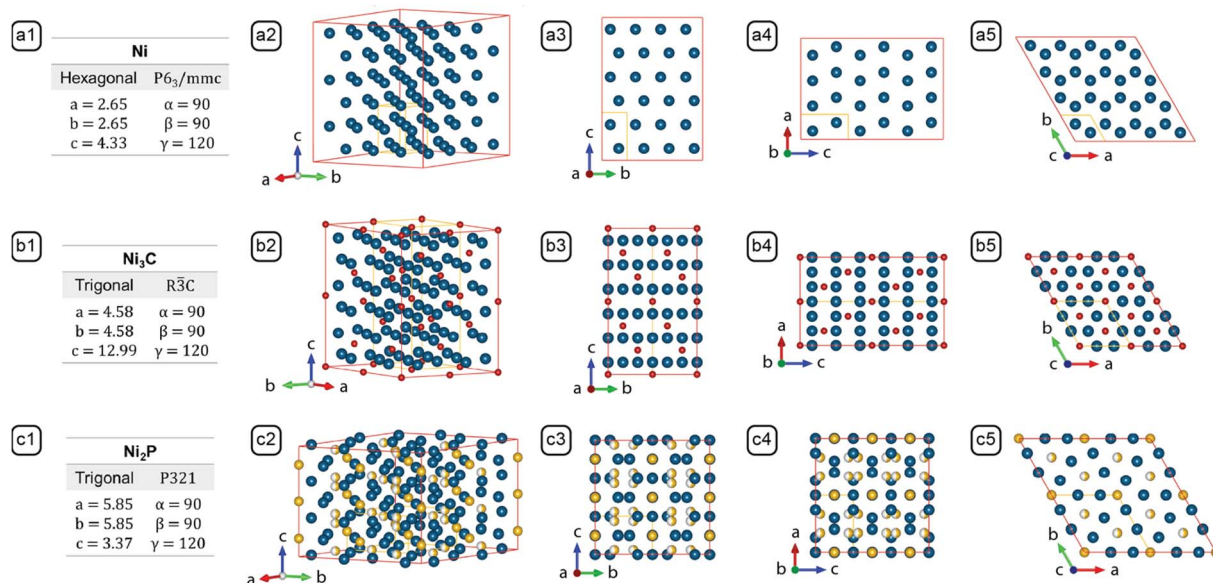 a1
Ni
Hexagonal P6₃/mmc
a = 2.65 α = 90
b = 2.65 β = 90
c = 4.33 γ = 120
a2
c
a b
a3
c
a b
a4
a
b c
a5
b
c a
b1
Ni₃C
Trigonal R3̅C
a = 4.58 α = 90
b = 4.58 β = 90
c = 12.99 γ = 120
b2
c
b a
b3
c
a b
b4
a
b c
b5
b
c a
c1
Ni₂P
Trigonal P321
a = 5.85 α = 90
b = 5.85 β = 90
c = 3.37 γ = 120
c2
c
a b
c3
c
a b
c4
a
b c
c5
b
c a